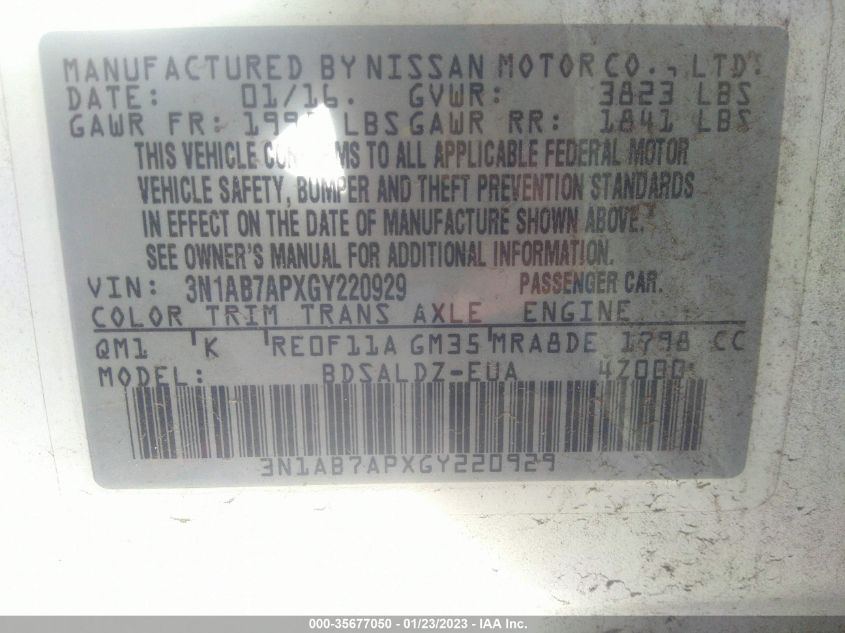 MANUFACTURED BY NISSAN MOTOR CO., LTD.
DATE: 01/16. GVWR: 3823 LBS
GAWR FR: LBS GAWR RR: 1841 LBS
THIS VEHICLE CONFORMS TO ALL APPLICABLE FEDERAL MOTOR
VEHICLE SAFETY, BUMPER AND THEFT PREVENTION STANDARDS
IN EFFECT ON THE DATE OF MANUFACTURE SHOWN ABOVE.
SEE OWNER'S MANUAL FOR ADDITIONAL INFORMATION.
VIN: 3N1AB7APXGY220929 PASSENGER CAR.
COLOR TRIM TRANS AXLE ENGINE
QM1 K RE0F11A GM35 MRA8DE 1798 CC
MODEL: BDSALDZ-EUA 4Z000
3N1AB7APXGY220929
000-35677050 - 01/23/2023 - IAA Inc.